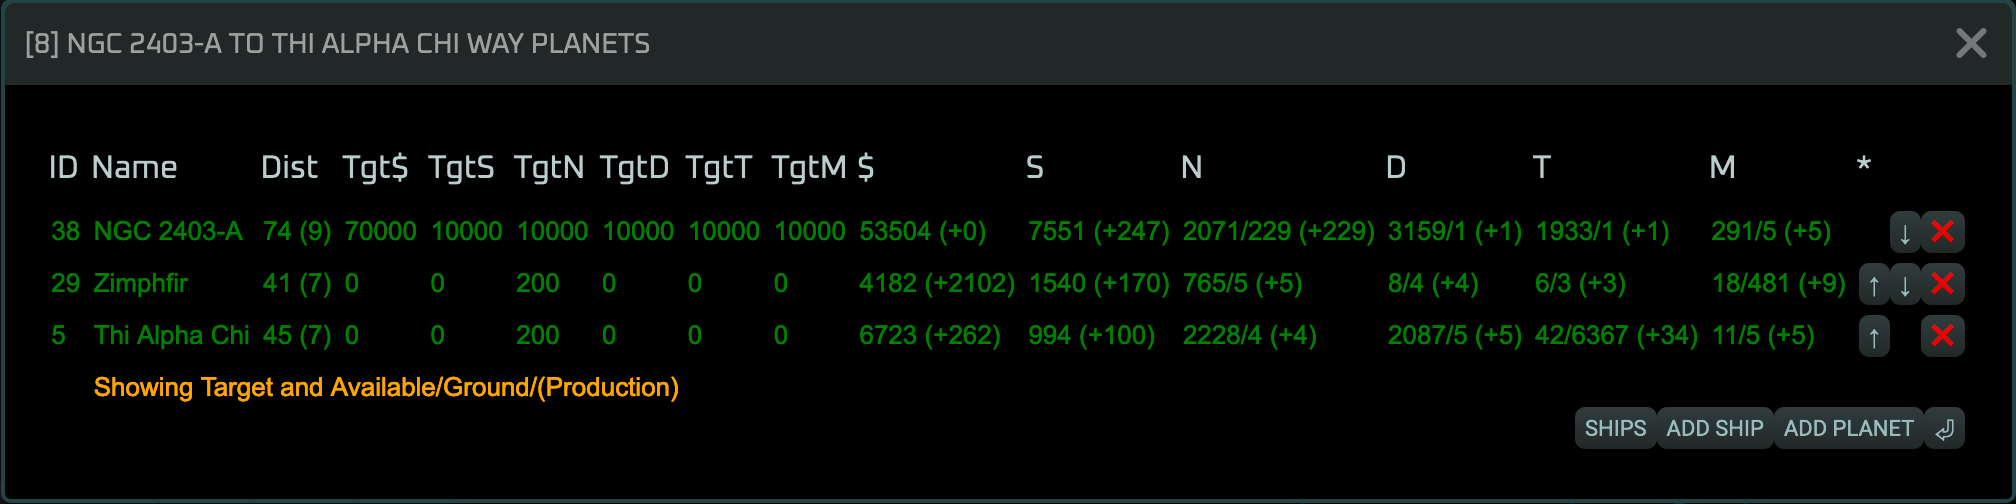 [8] NGC 2403-A TO THI ALPHA CHI WAY PLANETS
ID Name Dist Tgt$ TgtS TgtN TgtD TgtT TgtM $ S N D T M *
38 NGC 2403-A 74 (9) 70000 10000 10000 10000 10000 10000 53504 (+0) 7551 (+247) 2071/229 (+229) 3159/1 (+1) 1933/1 (+1) 291/5 (+5) ↓
29 Zimphfir 41 (7) 0 0 200 0 0 0 4182 (+2102) 1540 (+170) 765/5 (+5) 8/4 (+4) 6/3 (+3) 18/481 (+9) ↑ ↓
5 Thi Alpha Chi 45 (7) 0 0 200 0 0 0 6723 (+262) 994 (+100) 2228/4 (+4) 2087/5 (+5) 42/6367 (+34) 11/5 (+5) ↑
Showing Target and Available/Ground/(Production)
SHIPS ADD SHIP ADD PLANET